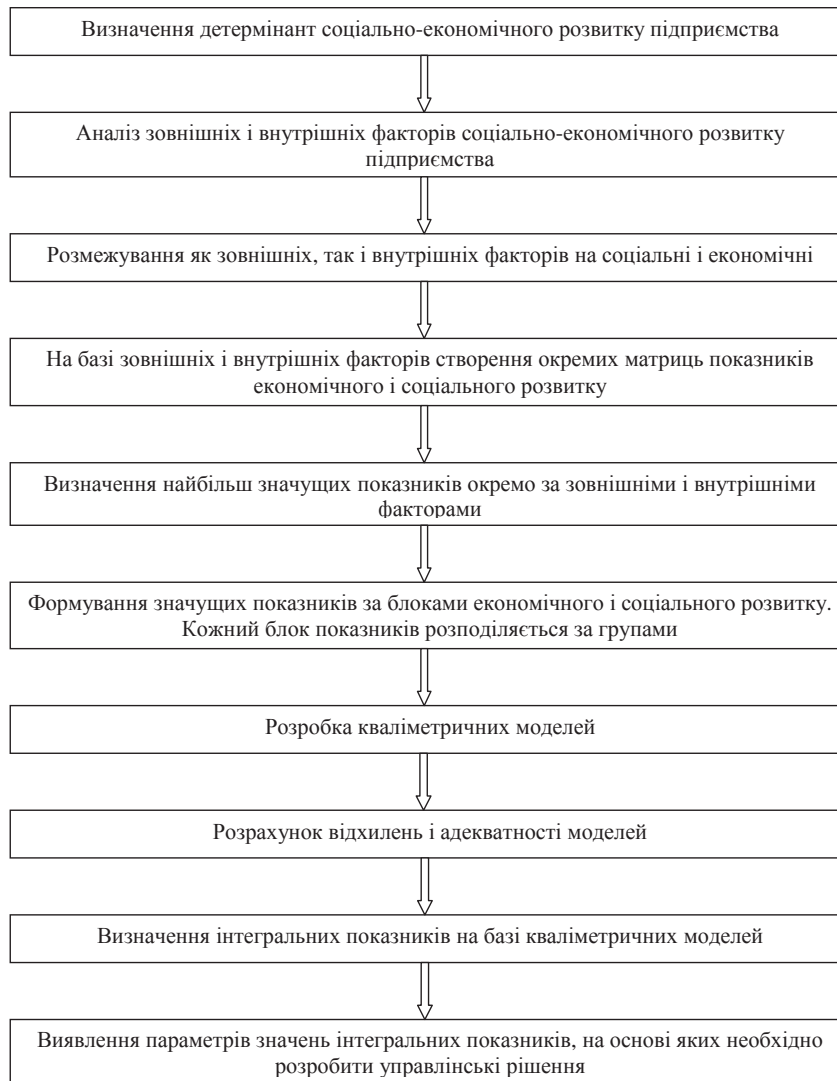 Визначення детермінант соціально-економічного розвитку підприємства
Аналіз зовнішніх і внутрішніх факторів соціально-економічного розвитку
підприємства
Розмежування як зовнішніх, так і внутрішніх факторів на соціальні і економічні
На базі зовнішніх і внутрішніх факторів створення окремих матриць показників
економічного і соціального розвитку
Визначення найбільш значущих показників окремо за зовнішніми і внутрішніми
факторами
Формування значущих показників за блоками економічного і соціального розвитку.
Кожний блок показників розподіляється за групами
Розробка кваліметричних моделей
Розрахунок відхилень і адекватності моделей
Визначення інтегральних показників на базі кваліметричних моделей
Виявлення параметрів значень інтегральних показників, на основі яких необхідно
розробити управлінські рішення